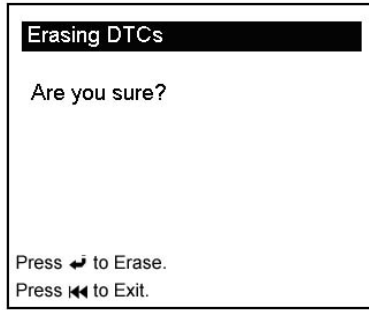 Erasing DTCs
Are you sure?
Press ↵ to Erase.
Press ⏮ to Exit.